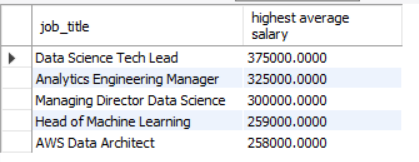 job_title highest average salary
Data Science Tech Lead 375000.0000
Analytics Engineering Manager 325000.0000
Managing Director Data Science 300000.0000
Head of Machine Learning 259000.0000
AWS Data Architect 258000.0000